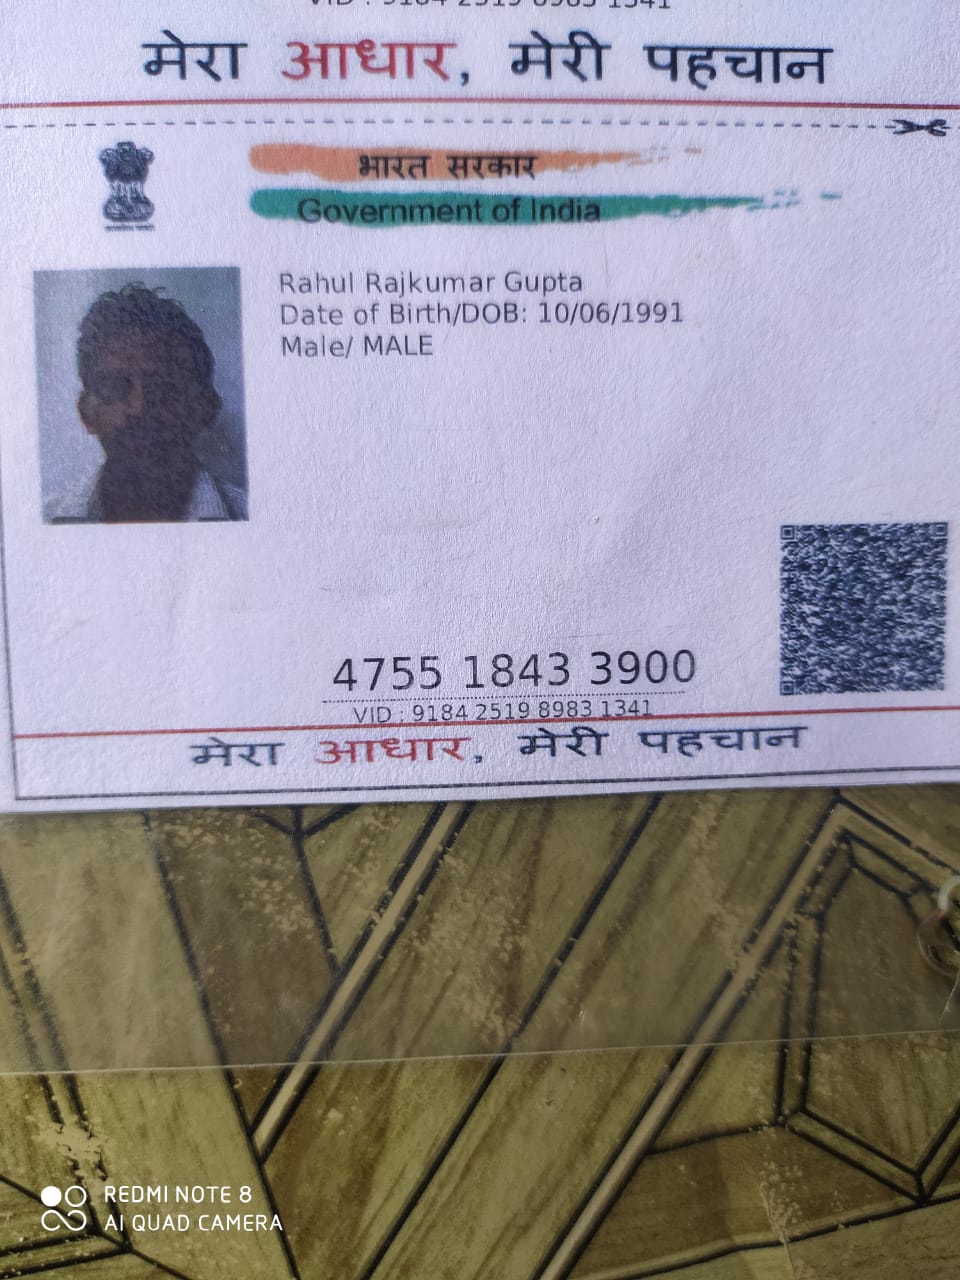 VID : 9184 2519 8983 1341
मेरा आधार, मेरी पहचान
भारत सरकार
Government of India
Rahul Rajkumar Gupta
Date of Birth/DOB: 10/06/1991
Male/ MALE
4755 1843 3900
VID : 9184 2519 8983 1341
मेरा आधार, मेरी पहचान
REDMI NOTE 8
AI QUAD CAMERA